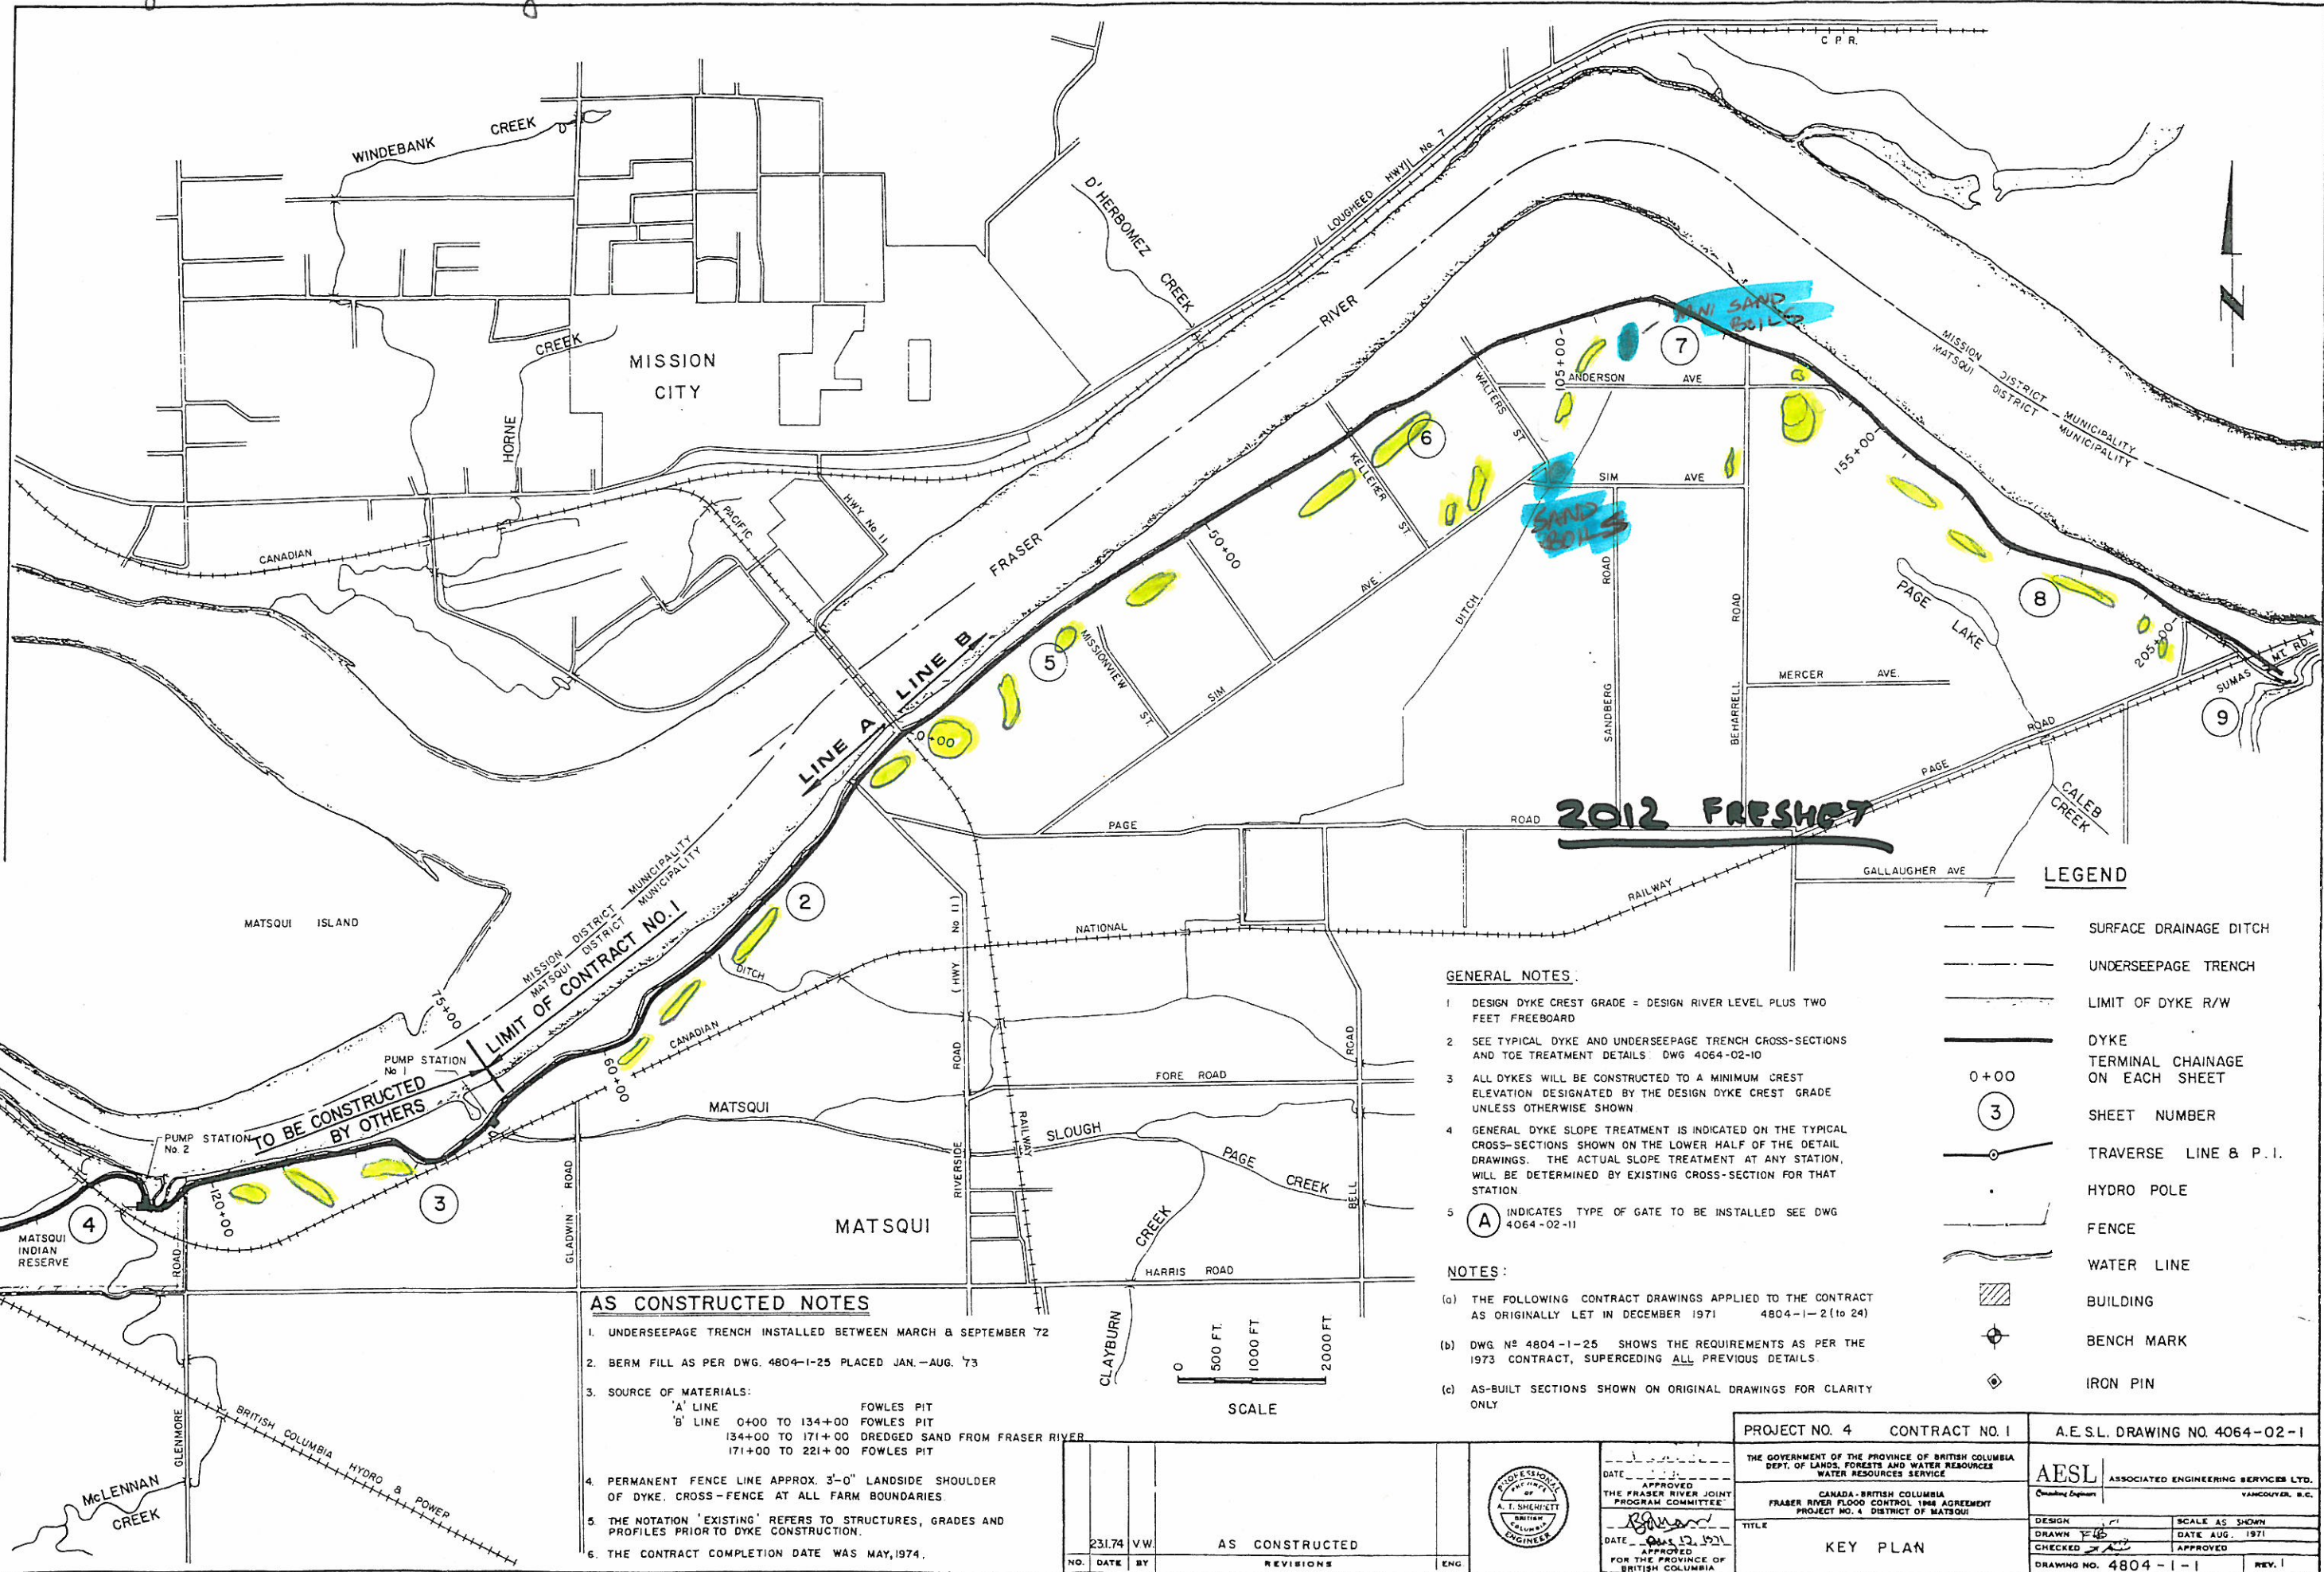 C.P.R.
WINDEBANK CREEK
D'HERBOMEZ CREEK
LOUGHEED HWY No 7
HORNE CREEK
MISSION
CITY
RIVER
SAND
BOILS
7
MISSION DISTRICT MUNICIPALITY
MATSQUI DISTRICT MUNICIPALITY
105+00
ANDERSON AVE
WALTERS ST
6
KELLEHER ST
SIM AVE
155+00
SAND
BOILS
HWY No 11
CANADIAN PACIFIC
FRASER
50+00
DITCH
SANDBERG ROAD
BEHARRELL ROAD
PAGE LAKE
8
205+00
SUMAS MT. RD.
9
MERCER AVE.
5
MISSIONVIEW ST.
SIM AVE
LINE B
LINE A
0+00
PAGE ROAD
PAGE ROAD
CALEB CREEK
2012 FRESHET
GALLAUGHER AVE
RAILWAY
MATSQUI ISLAND
2
MISSION DISTRICT MUNICIPALITY
MATSQUI DISTRICT MUNICIPALITY
LIMIT OF CONTRACT NO. 1
DITCH
NATIONAL
CANADIAN
75+00
60+00
PUMP STATION
No 1
TO BE CONSTRUCTED
BY OTHERS
PUMP STATION
No. 2
120+00
3
4
MATSQUI
INDIAN
RESERVE
ROAD
GLENMORE
GLADWIN ROAD
RIVERSIDE ROAD (HWY No 11)
RAILWAY
FORE ROAD
MATSQUI SLOUGH
PAGE CREEK
BELL ROAD
MATSQUI
HARRIS ROAD
CLAYBURN CREEK
BRITISH COLUMBIA HYDRO & POWER
McLENNAN
CREEK
LEGEND
SURFACE DRAINAGE DITCH
UNDERSEEPAGE TRENCH
LIMIT OF DYKE R/W
DYKE
0+00 TERMINAL CHAINAGE
ON EACH SHEET
3 SHEET NUMBER
TRAVERSE LINE & P.I.
HYDRO POLE
FENCE
WATER LINE
BUILDING
BENCH MARK
IRON PIN
GENERAL NOTES:
1 DESIGN DYKE CREST GRADE = DESIGN RIVER LEVEL PLUS TWO
FEET FREEBOARD
2 SEE TYPICAL DYKE AND UNDERSEEPAGE TRENCH CROSS-SECTIONS
AND TOE TREATMENT DETAILS: DWG 4064-02-10
3 ALL DYKES WILL BE CONSTRUCTED TO A MINIMUM CREST
ELEVATION DESIGNATED BY THE DESIGN DYKE CREST GRADE
UNLESS OTHERWISE SHOWN
4 GENERAL DYKE SLOPE TREATMENT IS INDICATED ON THE TYPICAL
CROSS-SECTIONS SHOWN ON THE LOWER HALF OF THE DETAIL
DRAWINGS. THE ACTUAL SLOPE TREATMENT AT ANY STATION,
WILL BE DETERMINED BY EXISTING CROSS-SECTION FOR THAT
STATION
5 A INDICATES TYPE OF GATE TO BE INSTALLED SEE DWG
4064-02-11
NOTES:
(a) THE FOLLOWING CONTRACT DRAWINGS APPLIED TO THE CONTRACT
AS ORIGINALLY LET IN DECEMBER 1971 4804-1-2 (to 24)
(b) DWG Nº 4804-1-25 SHOWS THE REQUIREMENTS AS PER THE
1973 CONTRACT, SUPERCEDING ALL PREVIOUS DETAILS.
(c) AS-BUILT SECTIONS SHOWN ON ORIGINAL DRAWINGS FOR CLARITY
ONLY
AS CONSTRUCTED NOTES
1. UNDERSEEPAGE TRENCH INSTALLED BETWEEN MARCH & SEPTEMBER '72
2. BERM FILL AS PER DWG. 4804-1-25 PLACED JAN.-AUG. '73
3. SOURCE OF MATERIALS:
'A' LINE FOWLES PIT
'B' LINE 0+00 TO 134+00 FOWLES PIT
134+00 TO 171+00 DREDGED SAND FROM FRASER RIVER
171+00 TO 221+00 FOWLES PIT
4. PERMANENT FENCE LINE APPROX. 3'-0" LANDSIDE SHOULDER
OF DYKE. CROSS-FENCE AT ALL FARM BOUNDARIES.
5. THE NOTATION 'EXISTING' REFERS TO STRUCTURES, GRADES AND
PROFILES PRIOR TO DYKE CONSTRUCTION.
6. THE CONTRACT COMPLETION DATE WAS MAY, 1974.
0 500 FT. 1000 FT 2000 FT
SCALE
23.1.74 V.W. AS CONSTRUCTED
NO. DATE BY REVISIONS ENG
PROFESSIONAL
PROVINCE
OF
A. T. SHERRETT
BRITISH
COLUMBIA
ENGINEER
DATE
APPROVED
THE FRASER RIVER JOINT
PROGRAM COMMITTEE
DATE Aug 12, 1971
APPROVED
FOR THE PROVINCE OF
BRITISH COLUMBIA
PROJECT NO. 4 CONTRACT NO. 1
THE GOVERNMENT OF THE PROVINCE OF BRITISH COLUMBIA
DEPT. OF LANDS, FORESTS AND WATER RESOURCES
WATER RESOURCES SERVICE
CANADA - BRITISH COLUMBIA
FRASER RIVER FLOOD CONTROL 1968 AGREEMENT
PROJECT NO. 4 DISTRICT OF MATSQUI
TITLE
KEY PLAN
A.E.S.L. DRAWING NO. 4064-02-1
AESL ASSOCIATED ENGINEERING SERVICES LTD.
Consulting Engineers VANCOUVER, B.C.
DESIGN SCALE AS SHOWN
DRAWN DATE AUG. 1971
CHECKED APPROVED
DRAWING NO. 4804-1-1 REV. 1